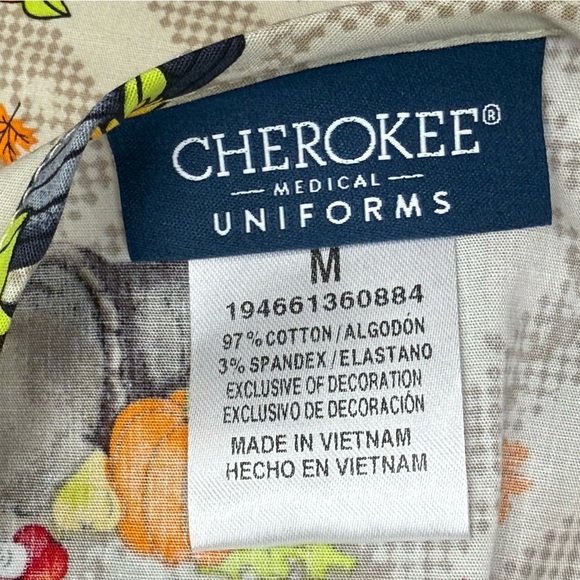 CHEROKEE®
MEDICAL
UNIFORMS
M
194661360884
97% COTTON / ALGODÓN
3% SPANDEX / ELASTANO
EXCLUSIVE OF DECORATION
EXCLUSIVO DE DECORACIÓN
MADE IN VIETNAM
HECHO EN VIETNAM